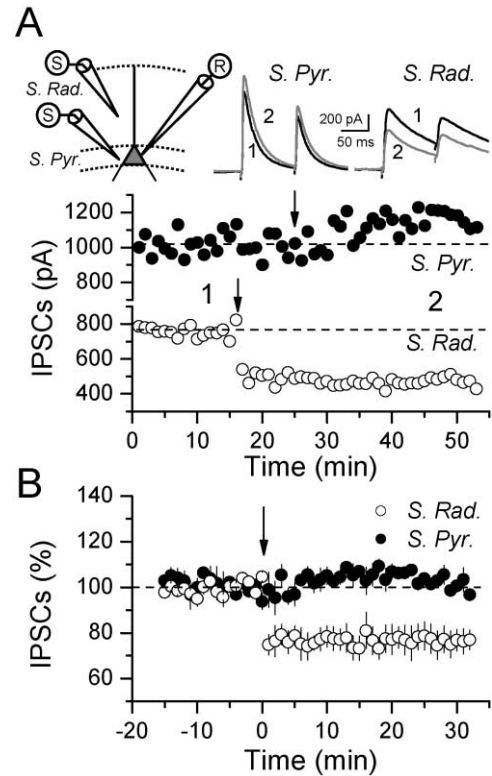 A
S
R
S. Rad.
S
S. Pyr.
S. Pyr.
S. Rad.
2
1
200 pA
50 ms
1
2
1200
1000
800
S. Pyr.
1
2
800
600
400
S. Rad.
IPSCs (pA)
0 10 20 30 40 50
Time (min)
B
140
120
100
80
60
S. Rad.
S. Pyr.
IPSCs (%)
-20 -10 0 10 20 30
Time (min)